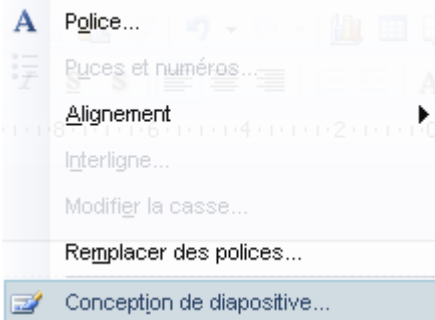 Police...
Puces et numéros...
Alignement
Interligne...
Modifier la casse...
Remplacer des polices...
Conception de diapositive...